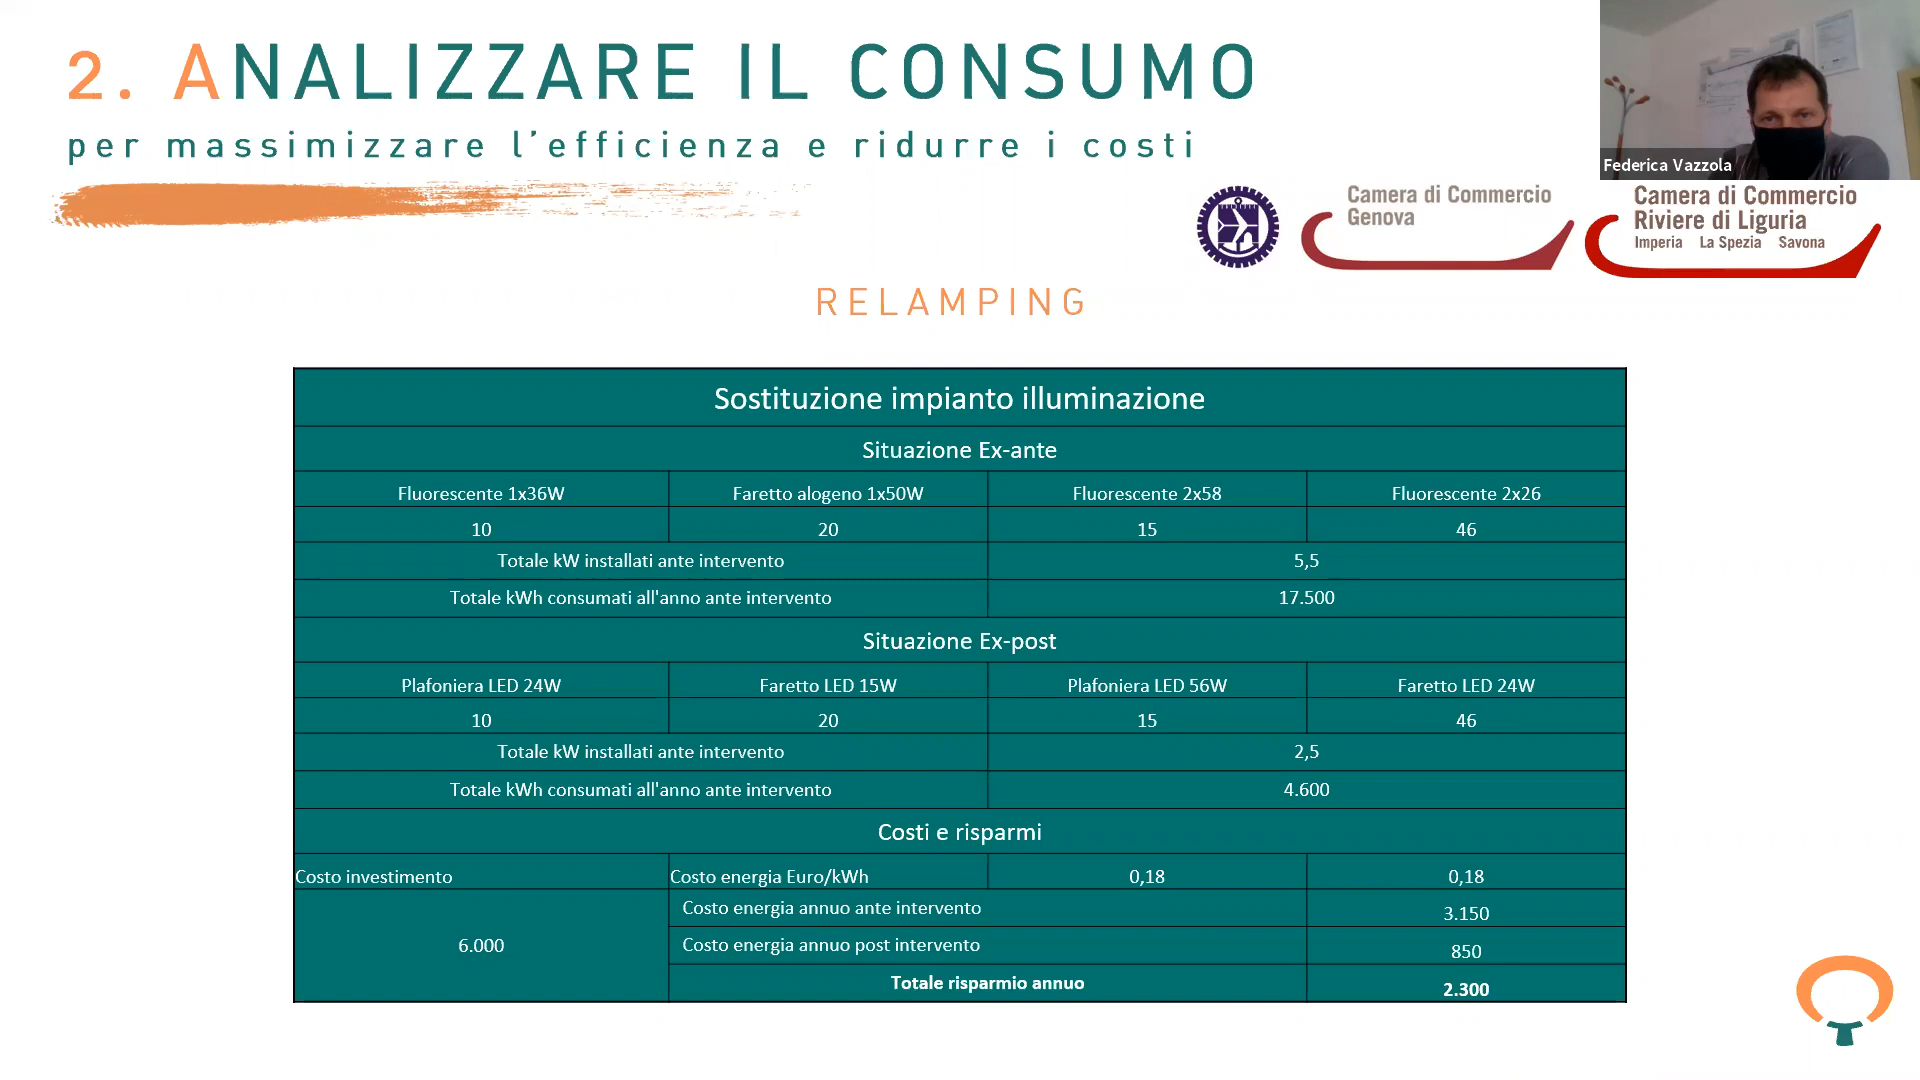 2. ANALIZZARE IL CONSUMO
per massimizzare l'efficienza e ridurre i costi
Federica Vazzola
Camera di Commercio
Genova
Camera di Commercio
Riviere di Liguria
Imperia La Spezia Savona
RELAMPING
Sostituzione impianto illuminazione
Situazione Ex-ante
Fluorescente 1x36W Faretto alogeno 1x50W Fluorescente 2x58 Fluorescente 2x26
10 20 15 46
Totale kW installati ante intervento 5,5
Totale kWh consumati all'anno ante intervento 17.500
Situazione Ex-post
Plafoniera LED 24W Faretto LED 15W Plafoniera LED 56W Faretto LED 24W
10 20 15 46
Totale kW installati ante intervento 2,5
Totale kWh consumati all'anno ante intervento 4.600
Costi e risparmi
Costo investimento Costo energia Euro/kWh 0,18 0,18
Costo energia annuo ante intervento 3.150
6.000 Costo energia annuo post intervento 850
Totale risparmio annuo 2.300